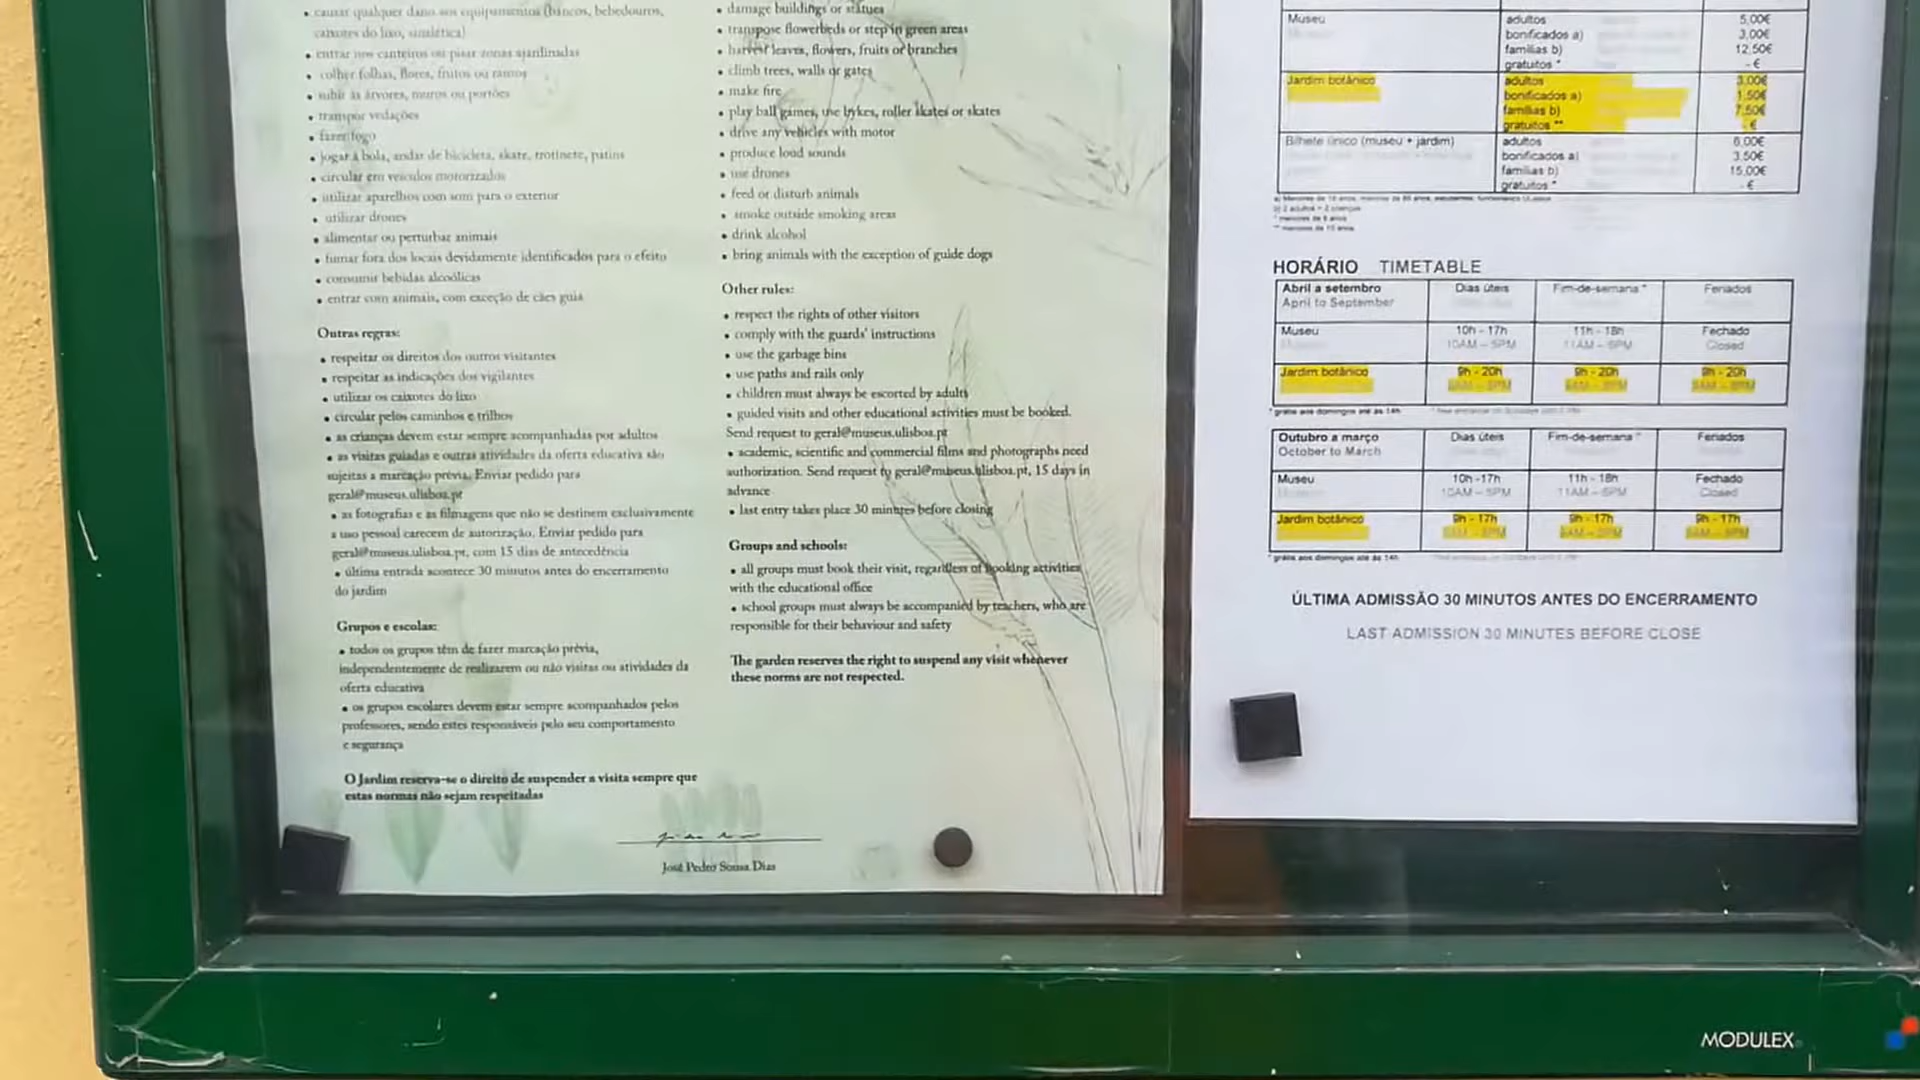 • causar qualquer dano aos equipamentos (bancos, bebedouros,
caixotes do lixo, sinalética)
• entrar nos canteiros ou pisar zonas ajardinadas
• colher folhas, flores, frutos ou ramos
• subir às árvores, muros ou portões
• transpor vedações
• fazer fogo
• jogar à bola, andar de bicicleta, skate, trotinete, patins
• circular em veículos motorizados
• utilizar aparelhos com som para o exterior
• utilizar drones
• alimentar ou perturbar animais
• fumar fora dos locais devidamente identificados para o efeito
• consumir bebidas alcoólicas
• entrar com animais, com exceção de cães guia
Outras regras:
• respeitar os direitos dos outros visitantes
• respeitar as indicações dos vigilantes
• utilizar os caixotes do lixo
• circular pelos caminhos e trilhos
• as crianças devem estar sempre acompanhadas por adultos
• as visitas guiadas e outras atividades da oferta educativa são
sujeitas a marcação prévia. Enviar pedido para
geral@museus.ulisboa.pt
• as fotografias e as filmagens que não se destinem exclusivamente
a uso pessoal carecem de autorização. Enviar pedido para
geral@museus.ulisboa.pt, com 15 dias de antecedência
• última entrada acontece 30 minutos antes do encerramento
do jardim
Grupos e escolas:
• todos os grupos têm de fazer marcação prévia,
independentemente de realizarem ou não visitas ou atividades da
oferta educativa
• os grupos escolares devem estar sempre acompanhados pelos
professores, sendo estes responsáveis pelo seu comportamento
e segurança
O Jardim reserva-se o direito de suspender a visita sempre que
estas normas não sejam respeitadas
José Pedro Sousa Dias
• damage buildings or statues
• transpose flowerbeds or step in green areas
• harvest leaves, flowers, fruits or branches
• climb trees, walls or gates
• make fire
• play ball games, use bykes, roller skates or skates
• drive any vehicles with motor
• produce loud sounds
• use drones
• feed or disturb animals
• smoke outside smoking areas
• drink alcohol
• bring animals with the exception of guide dogs
Other rules:
• respect the rights of other visitors
• comply with the guards' instructions
• use the garbage bins
• use paths and rails only
• children must always be escorted by adults
• guided visits and other educational activities must be booked.
Send request to geral@museus.ulisboa.pt
• academic, scientific and commercial films and photographs need
authorization. Send request to geral@museus.ulisboa.pt, 15 days in
advance
• last entry takes place 30 minutes before closing
Groups and schools:
• all groups must book their visit, regardless of booking activities
with the educational office
• school groups must always be accompanied by teachers, who are
responsible for their behaviour and safety
The garden reserves the right to suspend any visit whenever
these norms are not respected.
Museu adultos 5,00€
bonificados a) 3,00€
famílias b) 12,50€
gratuitos * - €
Jardim botânico adultos 3,00€
bonificados a) 1,50€
famílias b) 7,50€
gratuitos ** - €
Bilhete único (museu + jardim) adultos 6,00€
bonificados a) 3,50€
famílias b) 15,00€
gratuitos * - €
HORÁRIO TIMETABLE
Abril a setembro Dias úteis Fim-de-semana * Feriados
April to September
Museu 10h - 17h 11h - 18h Fechado
10AM – 5PM 11AM – 6PM Closed
Jardim botânico 9h - 20h 9h - 20h 9h - 20h
9AM – 8PM 9AM – 8PM 9AM – 8PM
* grátis aos domingos até às 14h
Outubro a março Dias úteis Fim-de-semana * Feriados
October to March
Museu 10h -17h 11h - 18h Fechado
10AM – 5PM 11AM – 6PM Closed
Jardim botânico 9h - 17h 9h - 17h 9h - 17h
9AM – 5PM 9AM – 5PM 9AM – 5PM
* grátis aos domingos até às 14h
ÚLTIMA ADMISSÃO 30 MINUTOS ANTES DO ENCERRAMENTO
LAST ADMISSION 30 MINUTES BEFORE CLOSE
MODULEX